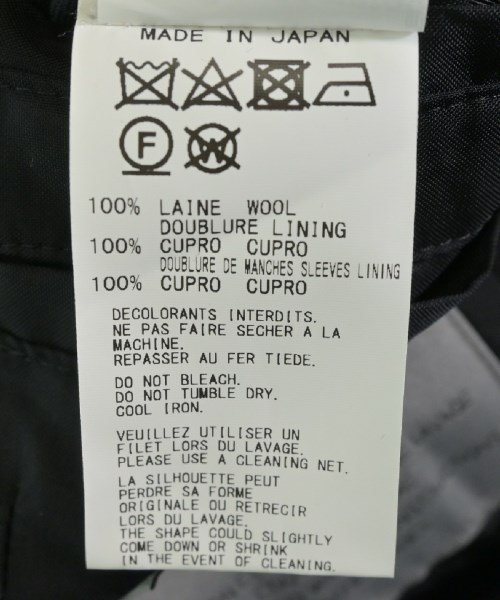 MADE IN JAPAN
F
W
100% LAINE WOOL
DOUBLURE LINING
100% CUPRO CUPRO
DOUBLURE DE MANCHES SLEEVES LINING
100% CUPRO CUPRO
DECOLORANTS INTERDITS.
NE PAS FAIRE SECHER A LA
MACHINE.
REPASSER AU FER TIEDE.
DO NOT BLEACH.
DO NOT TUMBLE DRY.
COOL IRON.
VEUILLEZ UTILISER UN
FILET LORS DU LAVAGE.
PLEASE USE A CLEANING NET.
LA SILHOUETTE PEUT
PERDRE SA FORME
ORIGINALE OU RETRECIR
LORS DU LAVAGE.
THE SHAPE COULD SLIGHTLY
COME DOWN OR SHRINK
IN THE EVENT OF CLEANING.